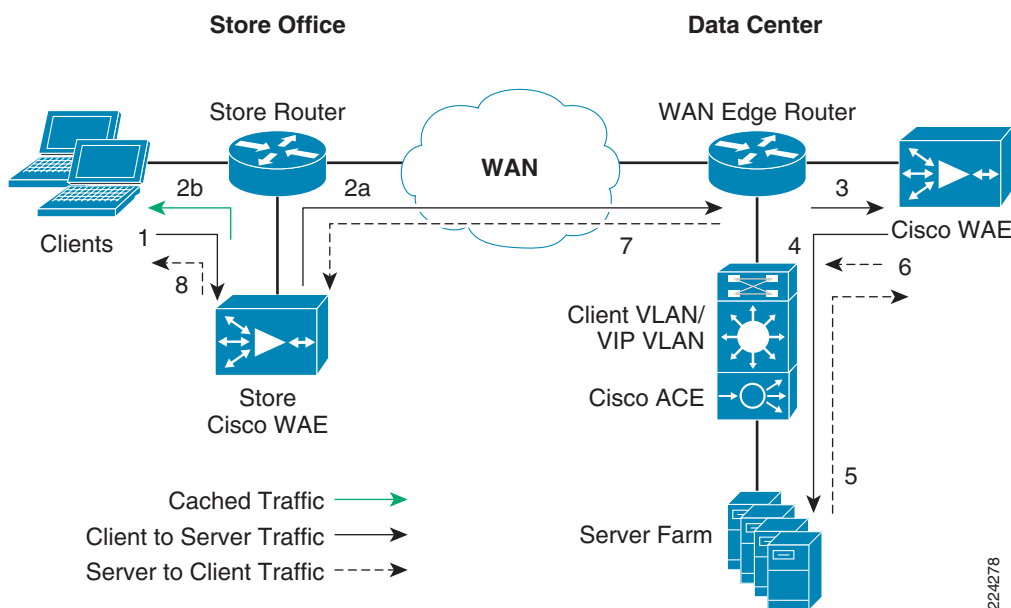 Store Office
Data Center
Store Router
WAN Edge Router
WAN
2b
2a
3
Clients
1
Cisco WAE
7
4
6
8
Client VLAN/
VIP VLAN
Cisco ACE
Store
Cisco WAE
5
Cached Traffic
Client to Server Traffic
Server to Client Traffic
Server Farm
224278